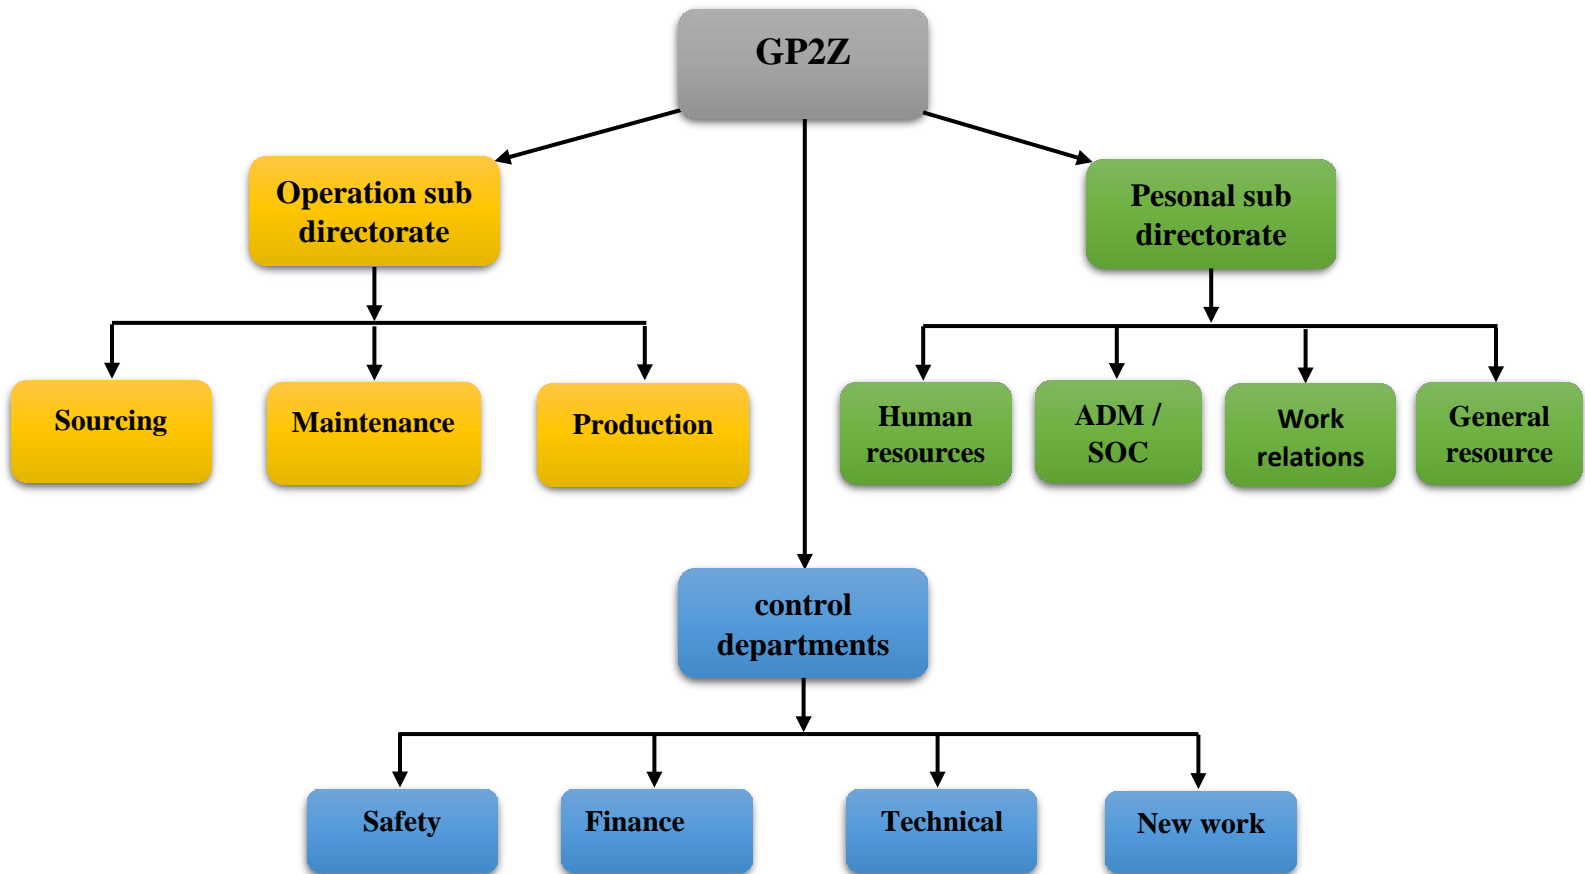 GP2Z
Operation sub
directorate
Pesonal sub
directorate
Sourcing
Maintenance
Production
Human
resources
ADM /
SOC
Work
relations
General
resource
control
departments
Safety
Finance
Technical
New work